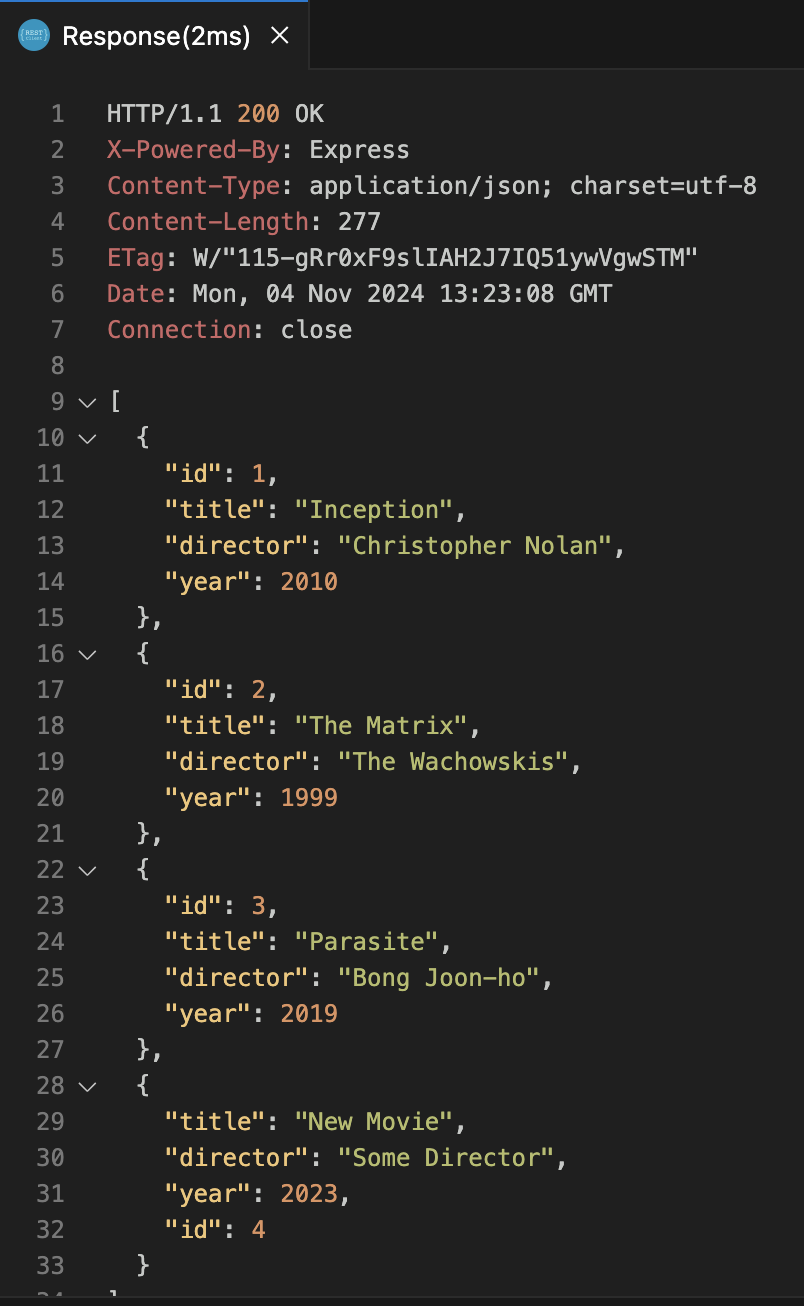 {REST}
Client
Response(2ms) ×
1 HTTP/1.1 200 OK
2 X-Powered-By: Express
3 Content-Type: application/json; charset=utf-8
4 Content-Length: 277
5 ETag: W/"115-gRr0xF9slIAH2J7IQ51ywVgwSTM"
6 Date: Mon, 04 Nov 2024 13:23:08 GMT
7 Connection: close
8
9 [
10   {
11     "id": 1,
12     "title": "Inception",
13     "director": "Christopher Nolan",
14     "year": 2010
15   },
16   {
17     "id": 2,
18     "title": "The Matrix",
19     "director": "The Wachowskis",
20     "year": 1999
21   },
22   {
23     "id": 3,
24     "title": "Parasite",
25     "director": "Bong Joon-ho",
26     "year": 2019
27   },
28   {
29     "title": "New Movie",
30     "director": "Some Director",
31     "year": 2023,
32     "id": 4
33   }